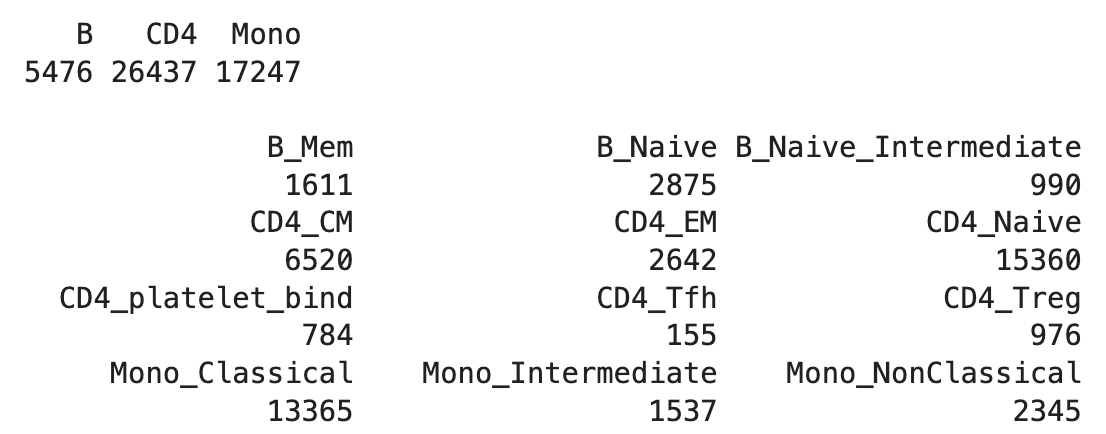 B CD4 Mono
5476 26437 17247
B_Mem B_Naive B_Naive_Intermediate
1611 2875 990
CD4_CM CD4_EM CD4_Naive
6520 2642 15360
CD4_platelet_bind CD4_Tfh CD4_Treg
784 155 976
Mono_Classical Mono_Intermediate Mono_NonClassical
13365 1537 2345